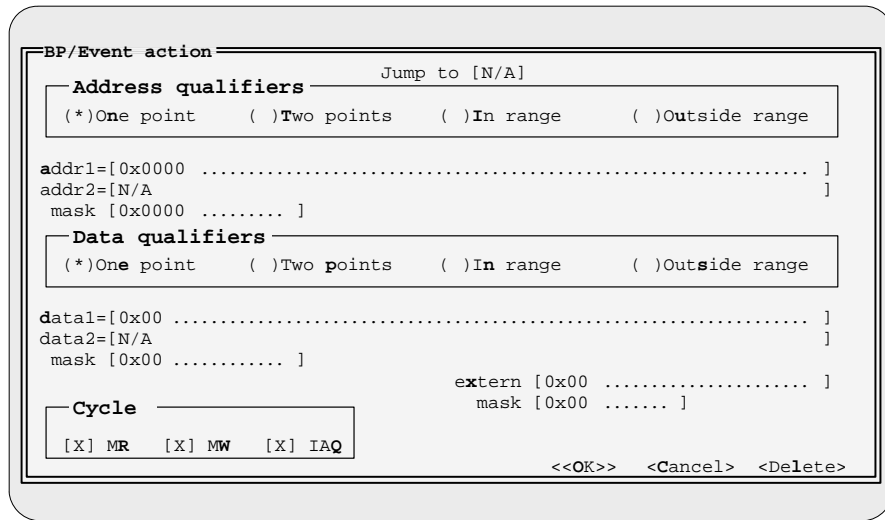 BP/Event action
Jump to [N/A]
Address qualifiers
(*)One point ( )Two points ( )In range ( )Outside range
addr1=[0x0000 .................................................................. ]
addr2=[N/A ]
mask [0x0000 ......... ]
Data qualifiers
(*)One point ( )Two points ( )In range ( )Outside range
data1=[0x00 ..................................................................... ]
data2=[N/A ]
mask [0x00 ............ ]
extern [0x00 ...................... ]
Cycle mask [0x00 ....... ]
[X] MR [X] MW [X] IAQ
<<OK>> <Cancel> <Delete>